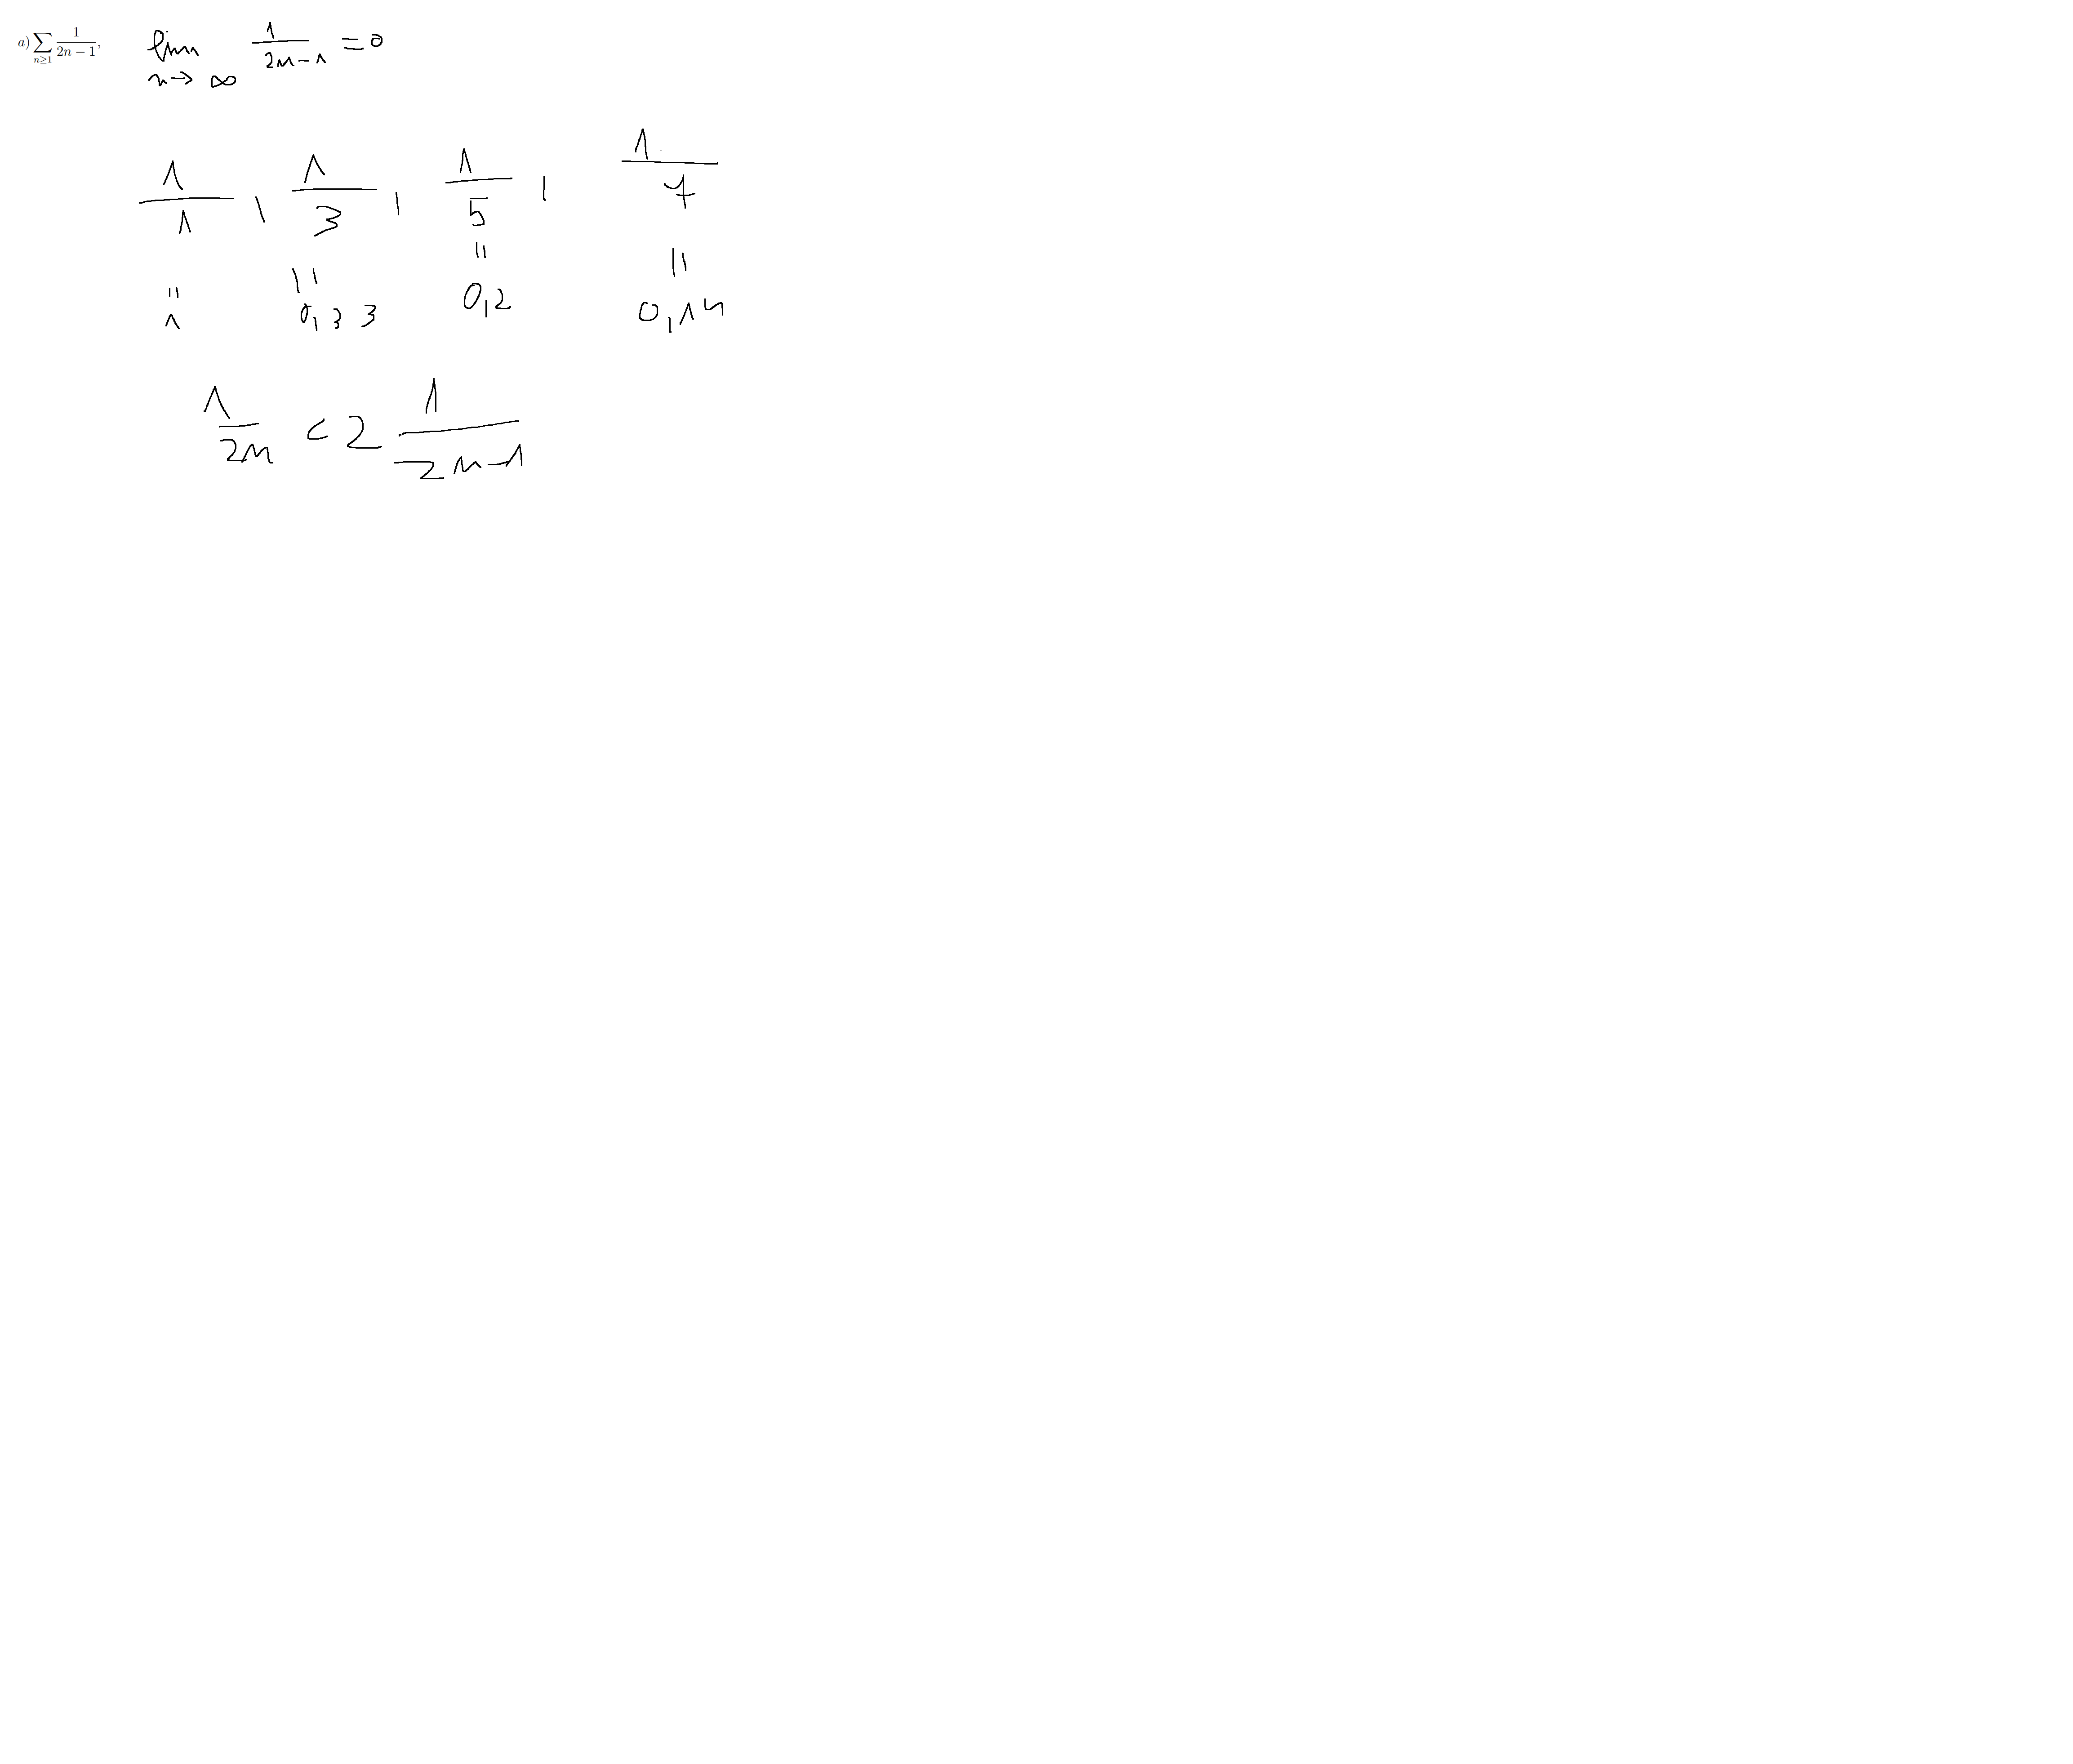 a) ∑_{n≥1} 1/(2n − 1), lim_{n→∞} 1/(2n−1) = 0
1/1, 1/3, 1/5, 1/7
= 1 = 0,33 = 0,2 = 0,14
1/(2n) < 2 1/(2n−1)